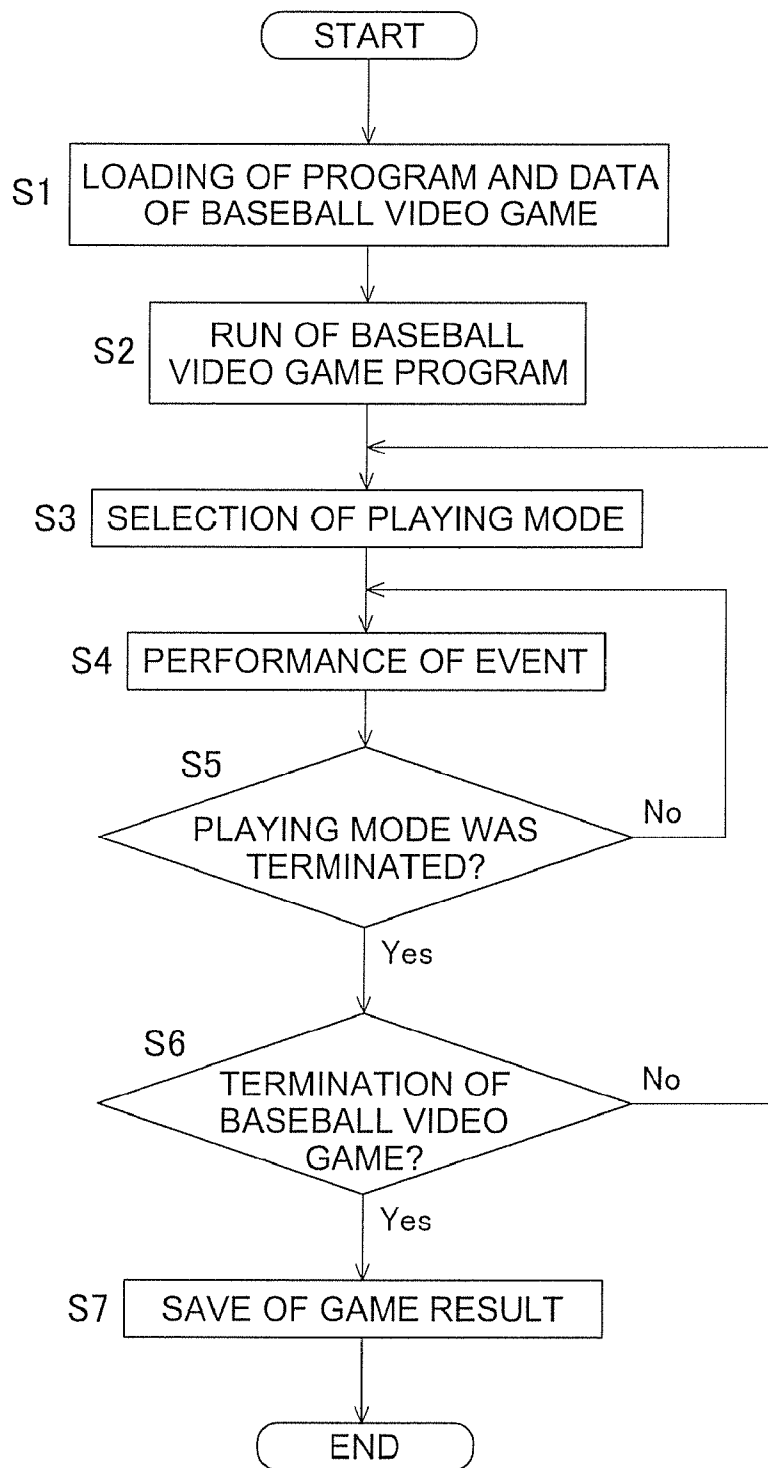 START
S1
LOADING OF PROGRAM AND DATA
OF BASEBALL VIDEO GAME
S2
RUN OF BASEBALL
VIDEO GAME PROGRAM
S3
SELECTION OF PLAYING MODE
S4
PERFORMANCE OF EVENT
S5
PLAYING MODE WAS
TERMINATED?
No
Yes
S6
TERMINATION OF
BASEBALL VIDEO
GAME?
No
Yes
S7
SAVE OF GAME RESULT
END